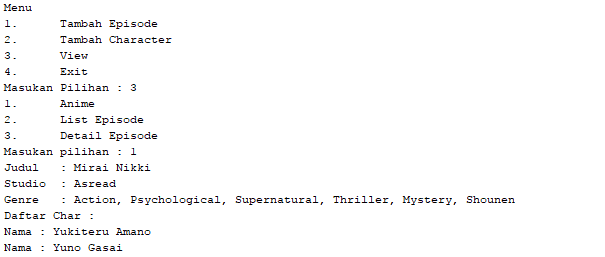 Menu
1.      Tambah Episode
2.      Tambah Character
3.      View
4.      Exit
Masukan Pilihan : 3
1.      Anime
2.      List Episode
3.      Detail Episode
Masukan pilihan : 1
Judul   : Mirai Nikki
Studio  : Asread
Genre   : Action, Psychological, Supernatural, Thriller, Mystery, Shounen
Daftar Char :
Nama : Yukiteru Amano
Nama : Yuno Gasai